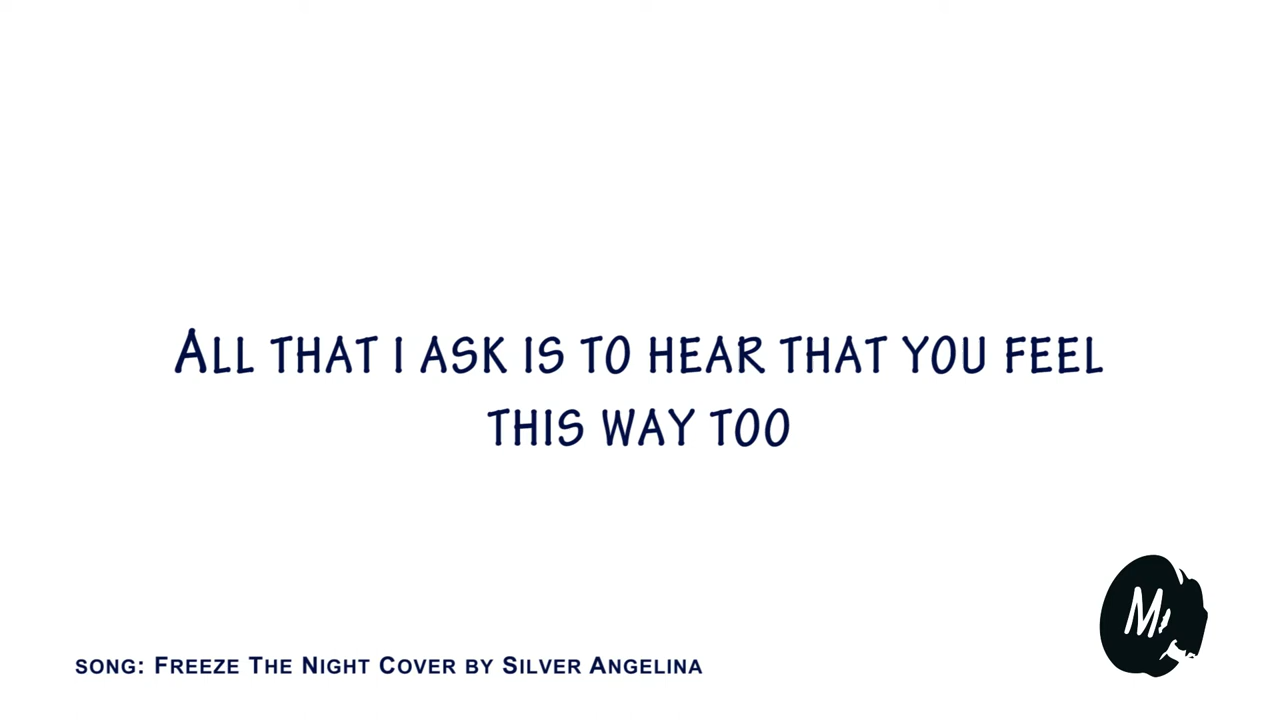 All that i ask is to hear that you feel
this way too
M
song: Freeze The Night Cover by Silver Angelina